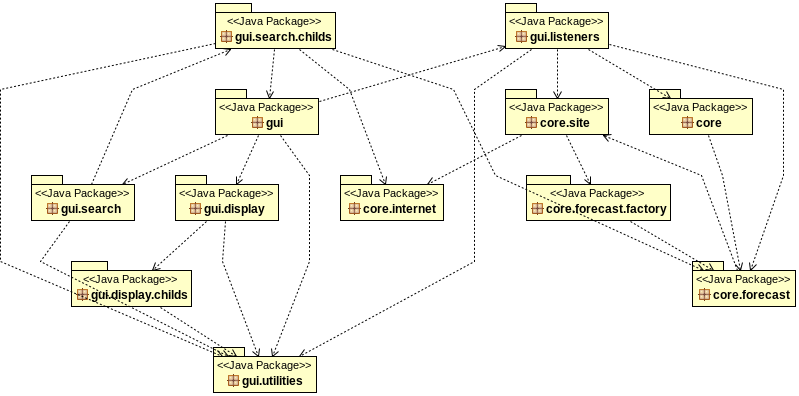 <<Java Package>>
gui.search.childs
<<Java Package>>
gui.listeners
<<Java Package>>
gui
<<Java Package>>
core.site
<<Java Package>>
core
<<Java Package>>
gui.search
<<Java Package>>
gui.display
<<Java Package>>
core.internet
<<Java Package>>
core.forecast.factory
<<Java Package>>
gui.display.childs
<<Java Package>>
core.forecast
<<Java Package>>
gui.utilities